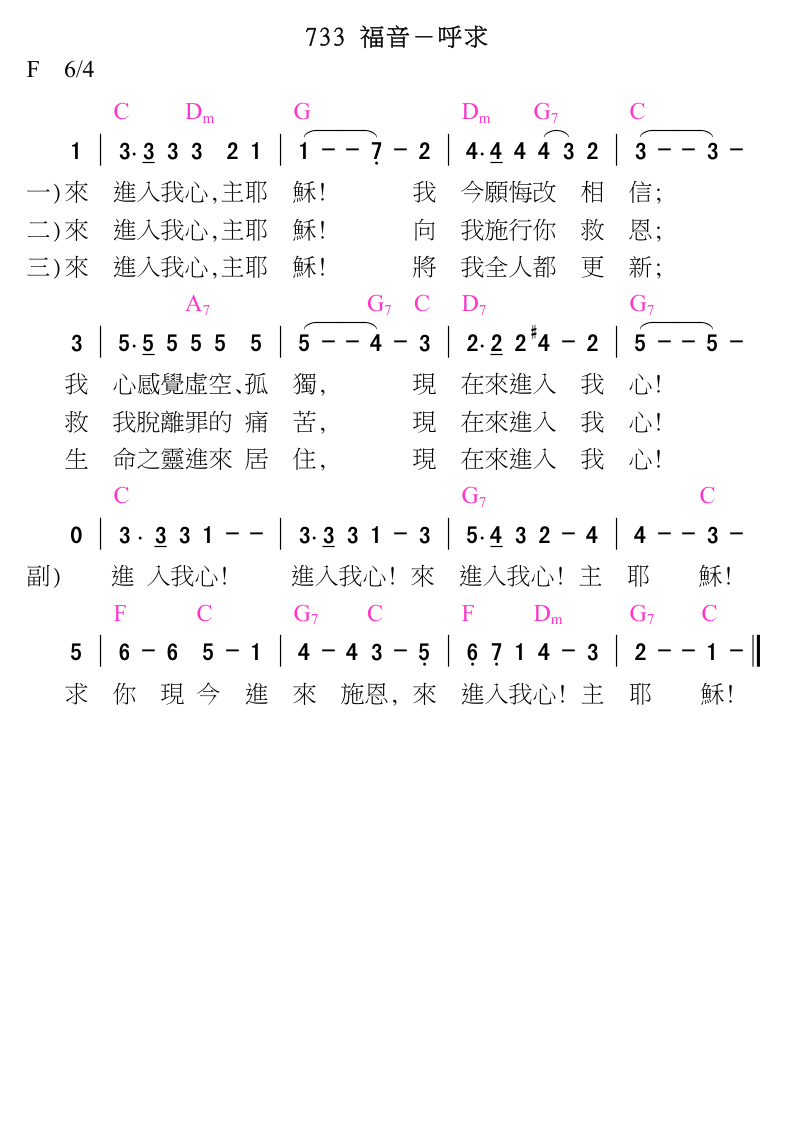 733 福音－呼求
F 6/4
C Dm G Dm G7 C
1 | 3· 3 3 3 2 1 | 1 - - 7 - 2 | 4· 4 4 4 3 2 | 3 - - 3 -
一)來 進入我心,主耶 穌! 我 今願悔改 相 信;
二)來 進入我心,主耶 穌! 向 我施行你 救 恩;
三)來 進入我心,主耶 穌! 將 我全人都 更 新;
A7 G7 C D7 G7
3 | 5· 5 5 5 5 5 | 5 - - 4 - 3 | 2· 2 2 #4 - 2 | 5 - - 5 -
我 心感覺虛空、孤 獨, 現 在來進入 我 心!
救 我脫離罪的 痛 苦, 現 在來進入 我 心!
生 命之靈進來 居 住, 現 在來進入 我 心!
C G7 C
0 | 3· 3 3 1 - - | 3· 3 3 1 - 3 | 5· 4 3 2 - 4 | 4 - - 3 -
副) 進 入我心! 進入我心! 來 進入我心! 主 耶 穌!
F C G7 C F Dm G7 C
5 | 6 - 6 5 - 1 | 4 - 4 3 - 5 | 6 7 1 4 - 3 | 2 - - 1 - ‖
求 你 現 今 進 來 施恩, 來 進入我心! 主 耶 穌!